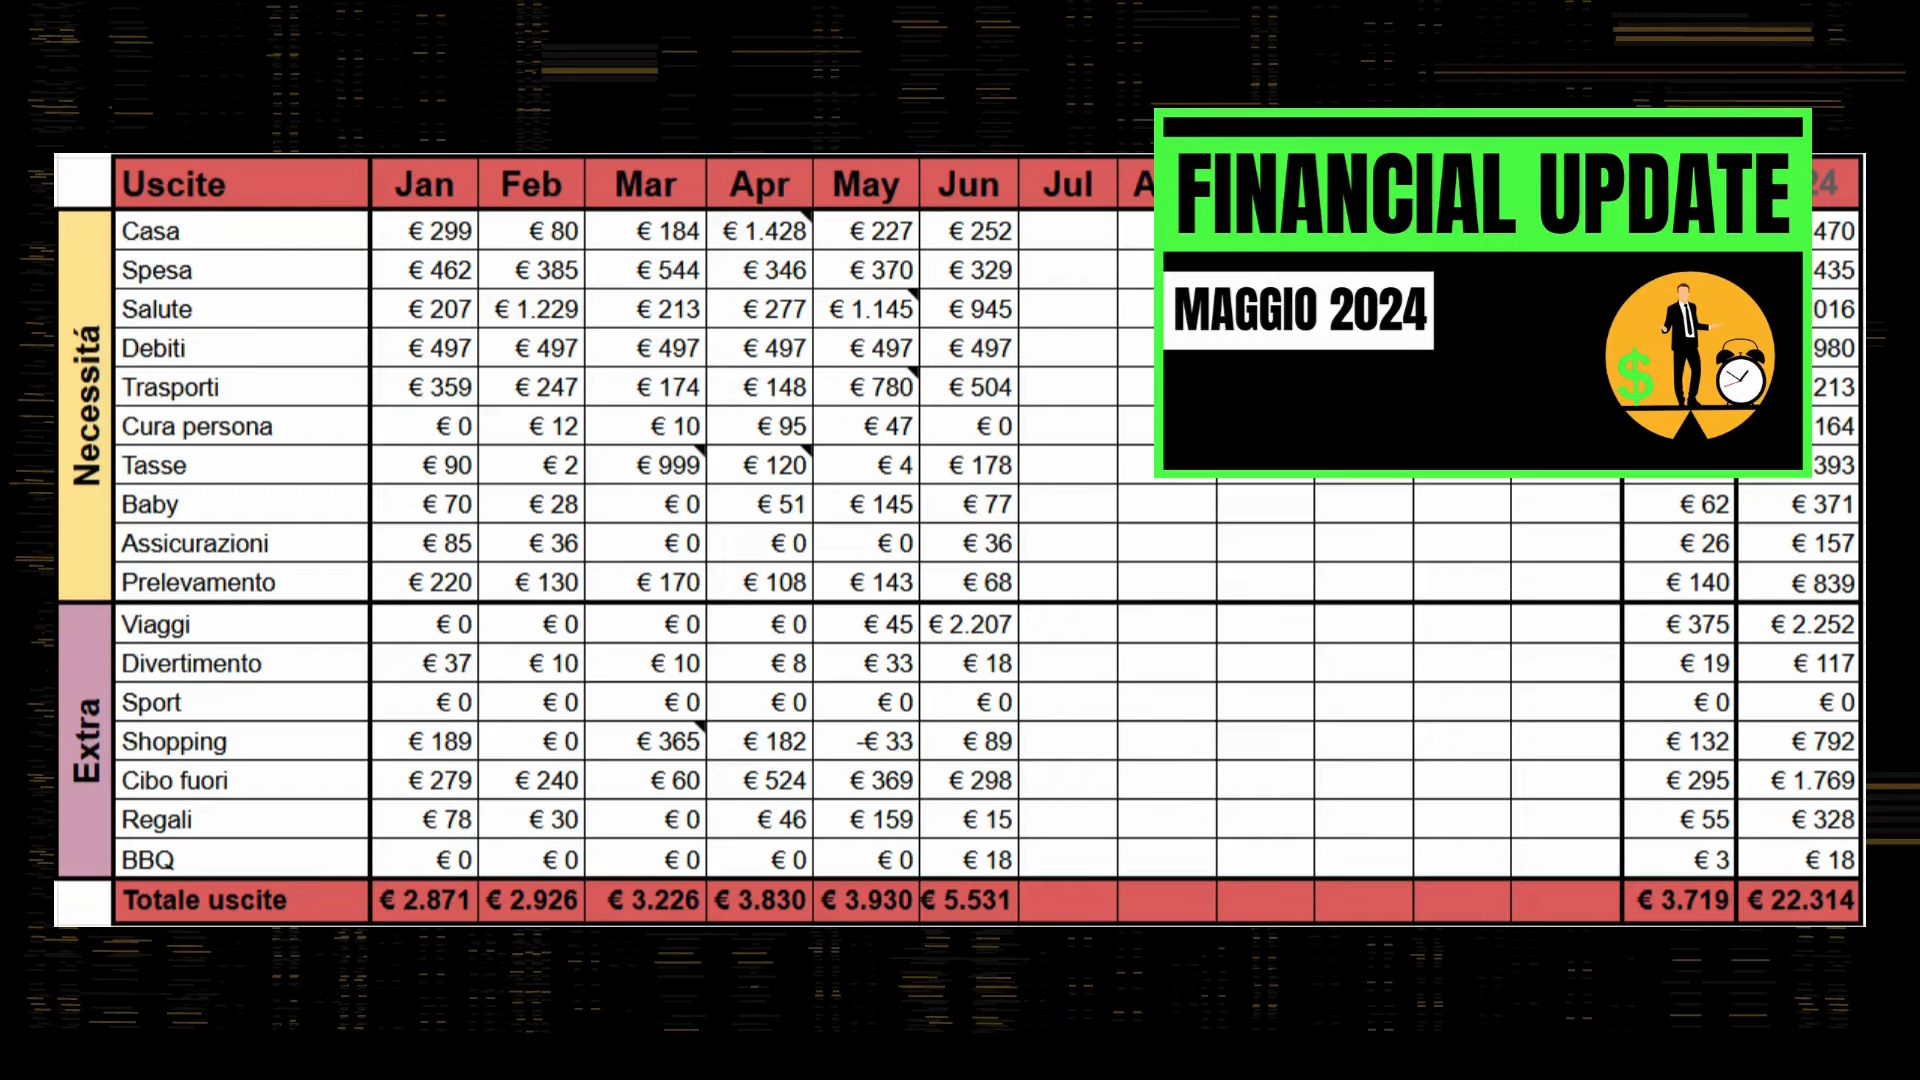 Uscite Jan Feb Mar Apr May Jun Jul A 24
FINANCIAL UPDATE
MAGGIO 2024
$
Necessitá
Casa € 299 € 80 € 184 € 1.428 € 227 € 252 470
Spesa € 462 € 385 € 544 € 346 € 370 € 329 435
Salute € 207 € 1.229 € 213 € 277 € 1.145 € 945 016
Debiti € 497 € 497 € 497 € 497 € 497 € 497 980
Trasporti € 359 € 247 € 174 € 148 € 780 € 504 213
Cura persona € 0 € 12 € 10 € 95 € 47 € 0 164
Tasse € 90 € 2 € 999 € 120 € 4 € 178 393
Baby € 70 € 28 € 0 € 51 € 145 € 77 € 62 € 371
Assicurazioni € 85 € 36 € 0 € 0 € 0 € 36 € 26 € 157
Prelevamento € 220 € 130 € 170 € 108 € 143 € 68 € 140 € 839
Extra
Viaggi € 0 € 0 € 0 € 0 € 45 € 2.207 € 375 € 2.252
Divertimento € 37 € 10 € 10 € 8 € 33 € 18 € 19 € 117
Sport € 0 € 0 € 0 € 0 € 0 € 0 € 0 € 0
Shopping € 189 € 0 € 365 € 182 -€ 33 € 89 € 132 € 792
Cibo fuori € 279 € 240 € 60 € 524 € 369 € 298 € 295 € 1.769
Regali € 78 € 30 € 0 € 46 € 159 € 15 € 55 € 328
BBQ € 0 € 0 € 0 € 0 € 0 € 18 € 3 € 18
Totale uscite € 2.871 € 2.926 € 3.226 € 3.830 € 3.930 € 5.531 € 3.719 € 22.314